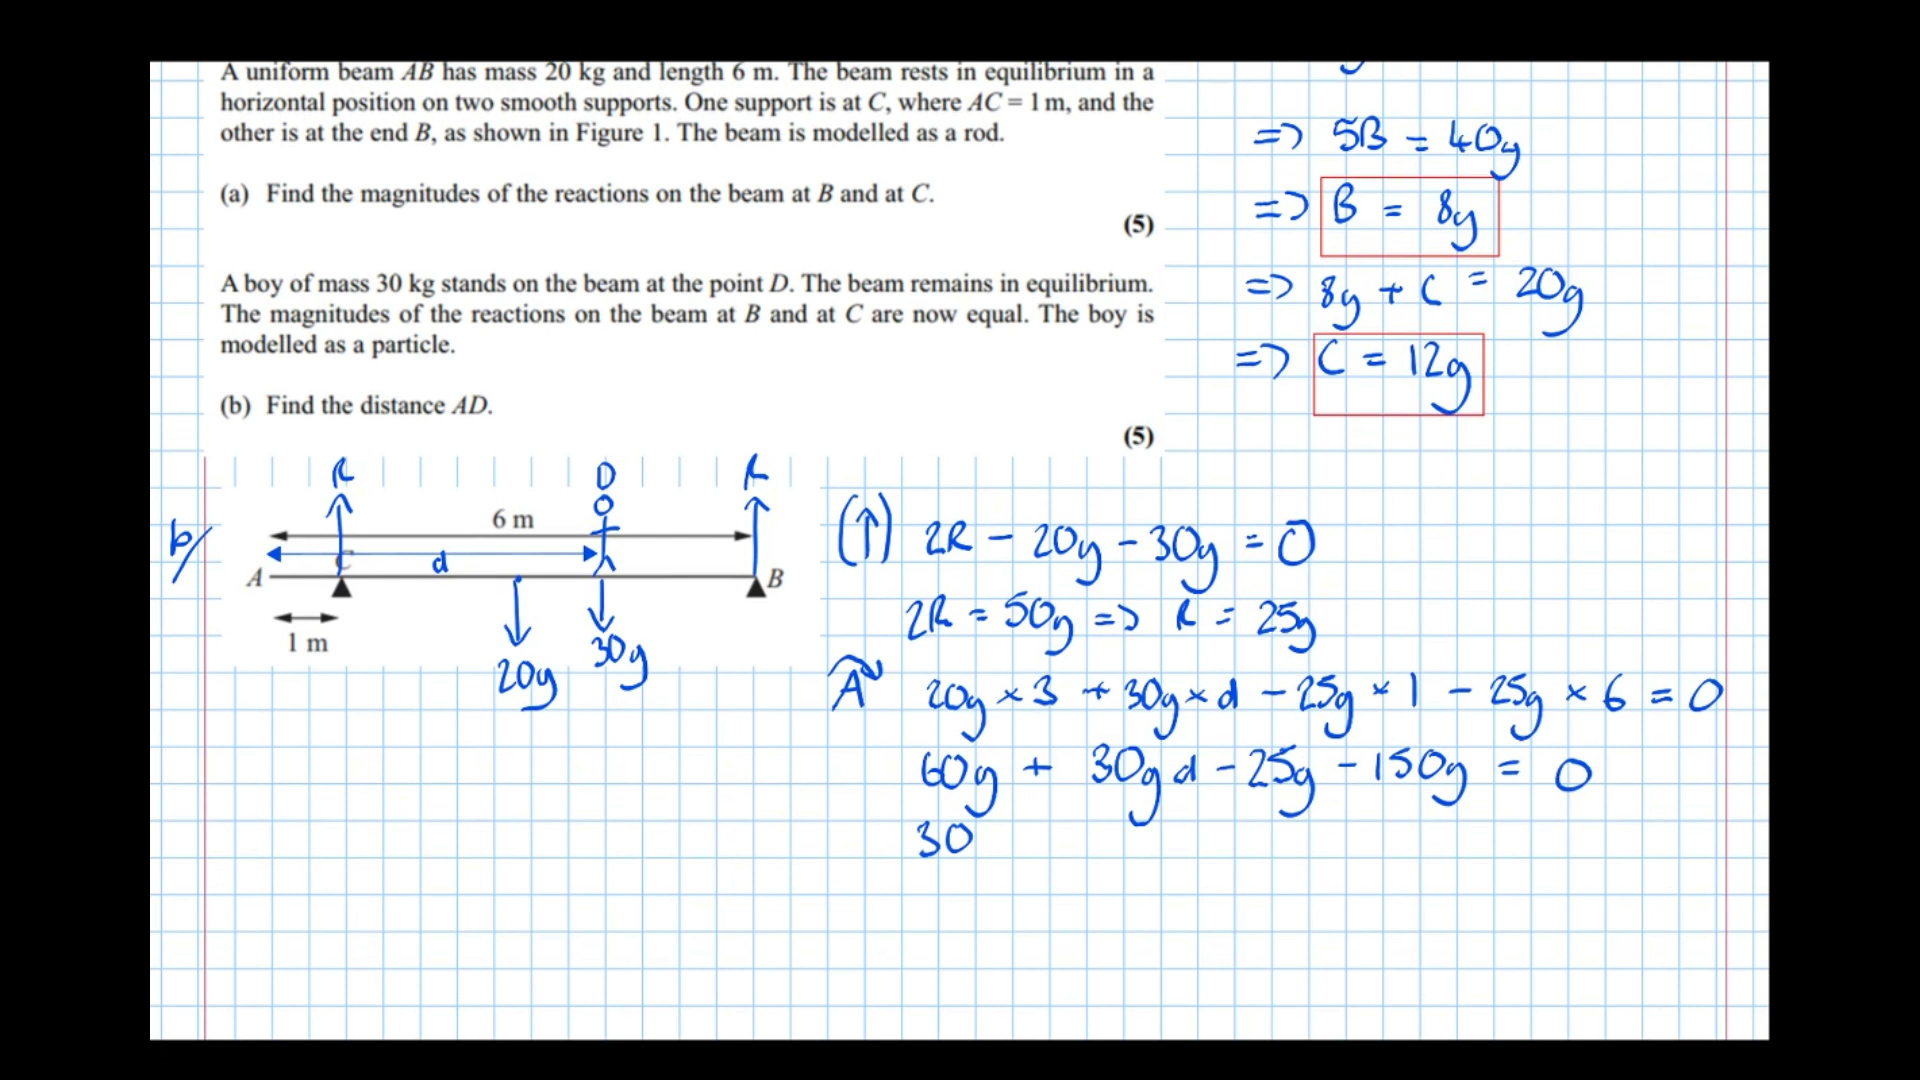 A uniform beam AB has mass 20 kg and length 6 m. The beam rests in equilibrium in a
horizontal position on two smooth supports. One support is at C, where AC = 1 m, and the
other is at the end B, as shown in Figure 1. The beam is modelled as a rod.
(a) Find the magnitudes of the reactions on the beam at B and at C.
(5)
A boy of mass 30 kg stands on the beam at the point D. The beam remains in equilibrium.
The magnitudes of the reactions on the beam at B and at C are now equal. The boy is
modelled as a particle.
(b) Find the distance AD.
(5)
=> 5B = 40g
=> B = 8g
=> 8g + C = 20g
=> C = 12g
b/
R D R
6 m
C d
A B
1 m
20g 30g
(↑) 2R - 20g - 30g = 0
2R = 50g => R = 25g
A 20g × 3 + 30g × d - 25g × 1 - 25g × 6 = 0
60g + 30gd - 25g - 150g = 0
30